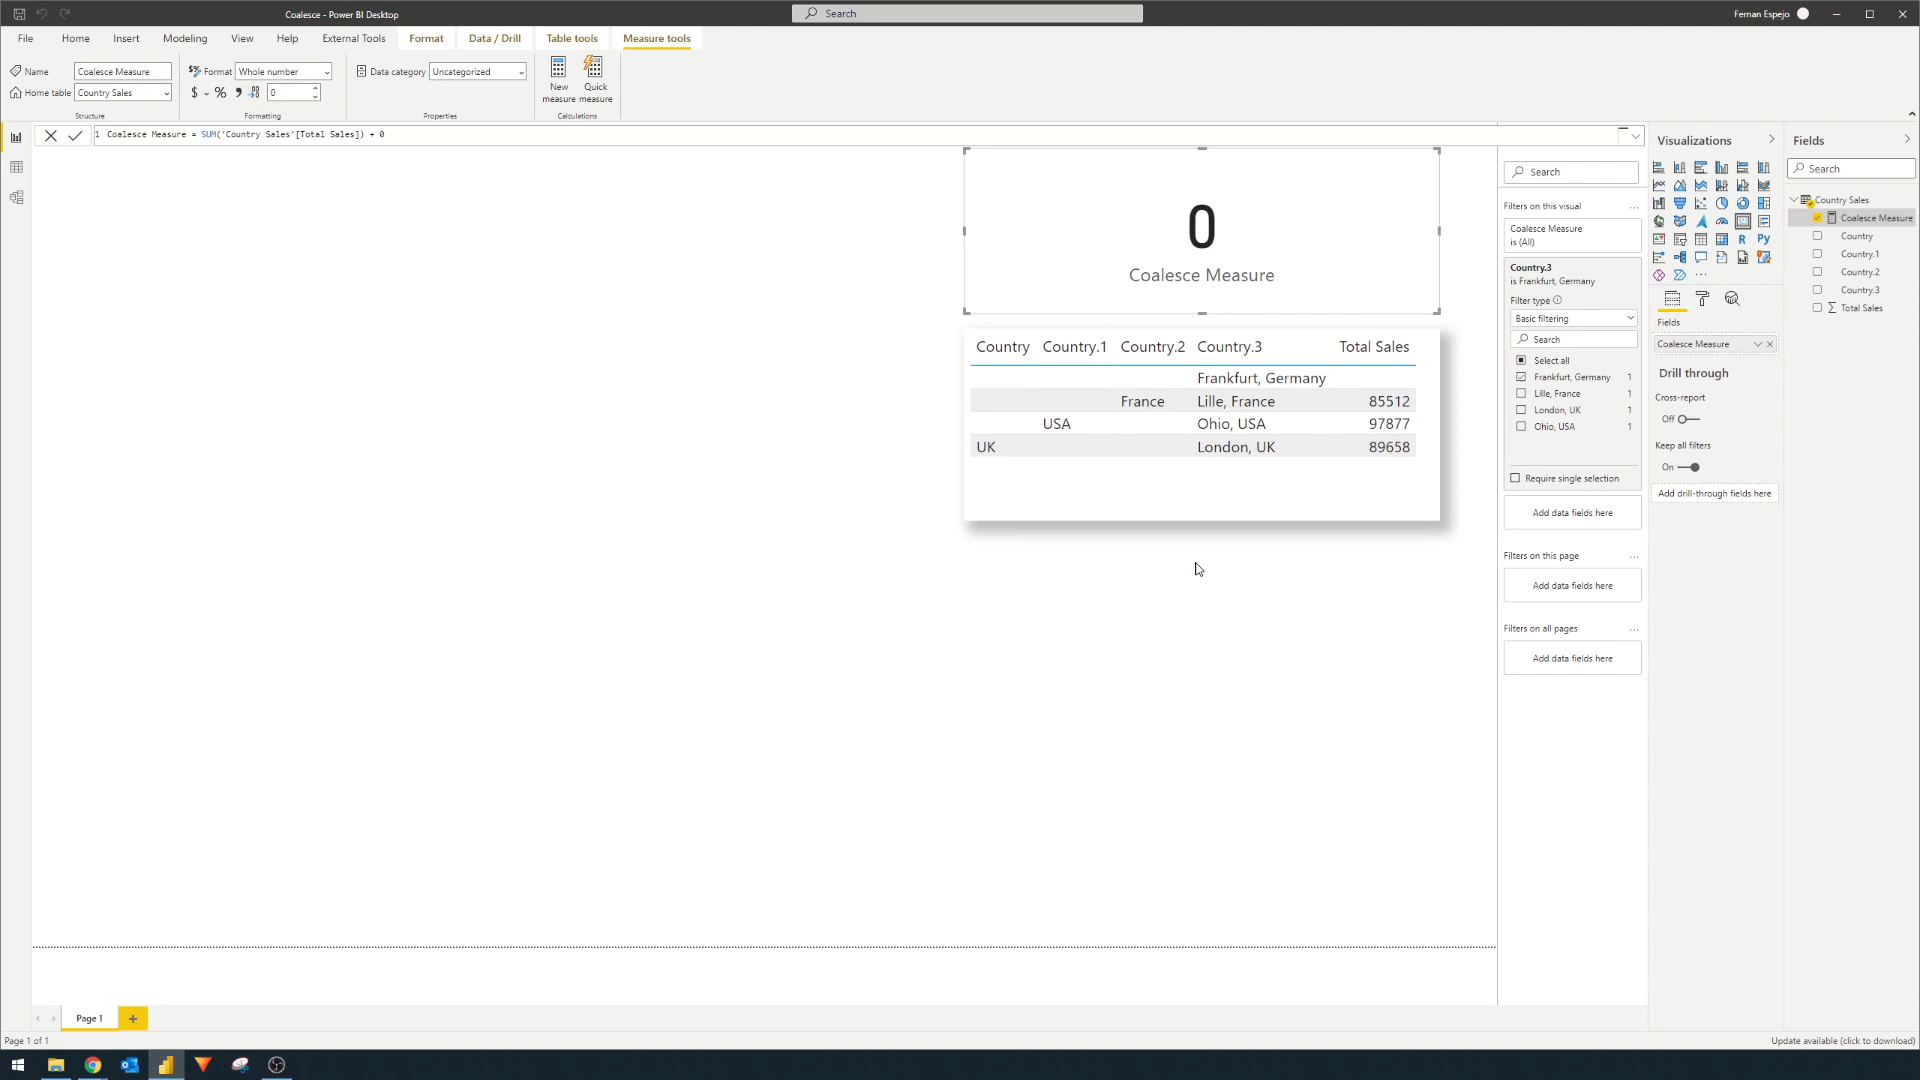 Coalesce - Power BI Desktop
Search
Fernan Espejo
File
Home
Insert
Modeling
View
Help
External Tools
Format
Data / Drill
Table tools
Measure tools
Name
Coalesce Measure
Home table
Country Sales
Structure
Format
Whole number
$
%
0
Formatting
Data category
Uncategorized
Properties
New measure
Quick measure
Calculations
1 Coalesce Measure = SUM('Country Sales'[Total Sales]) + 0
0
Coalesce Measure
Country Country.1 Country.2 Country.3 Total Sales
Frankfurt, Germany
France Lille, France 85512
USA Ohio, USA 97877
UK London, UK 89658
Search
Filters on this visual
...
Coalesce Measure
is (All)
Country.3
is Frankfurt, Germany
Filter type
Basic filtering
Search
Select all
Frankfurt, Germany 1
Lille, France 1
London, UK 1
Ohio, USA 1
Require single selection
Add data fields here
Filters on this page
...
Add data fields here
Filters on all pages
...
Add data fields here
Visualizations
R
Py
...
Fields
Coalesce Measure
Drill through
Cross-report
Off
Keep all filters
On
Add drill-through fields here
Fields
Search
Country Sales
Coalesce Measure
Country
Country.1
Country.2
Country.3
Total Sales
Page 1
Page 1 of 1
Update available (click to download)